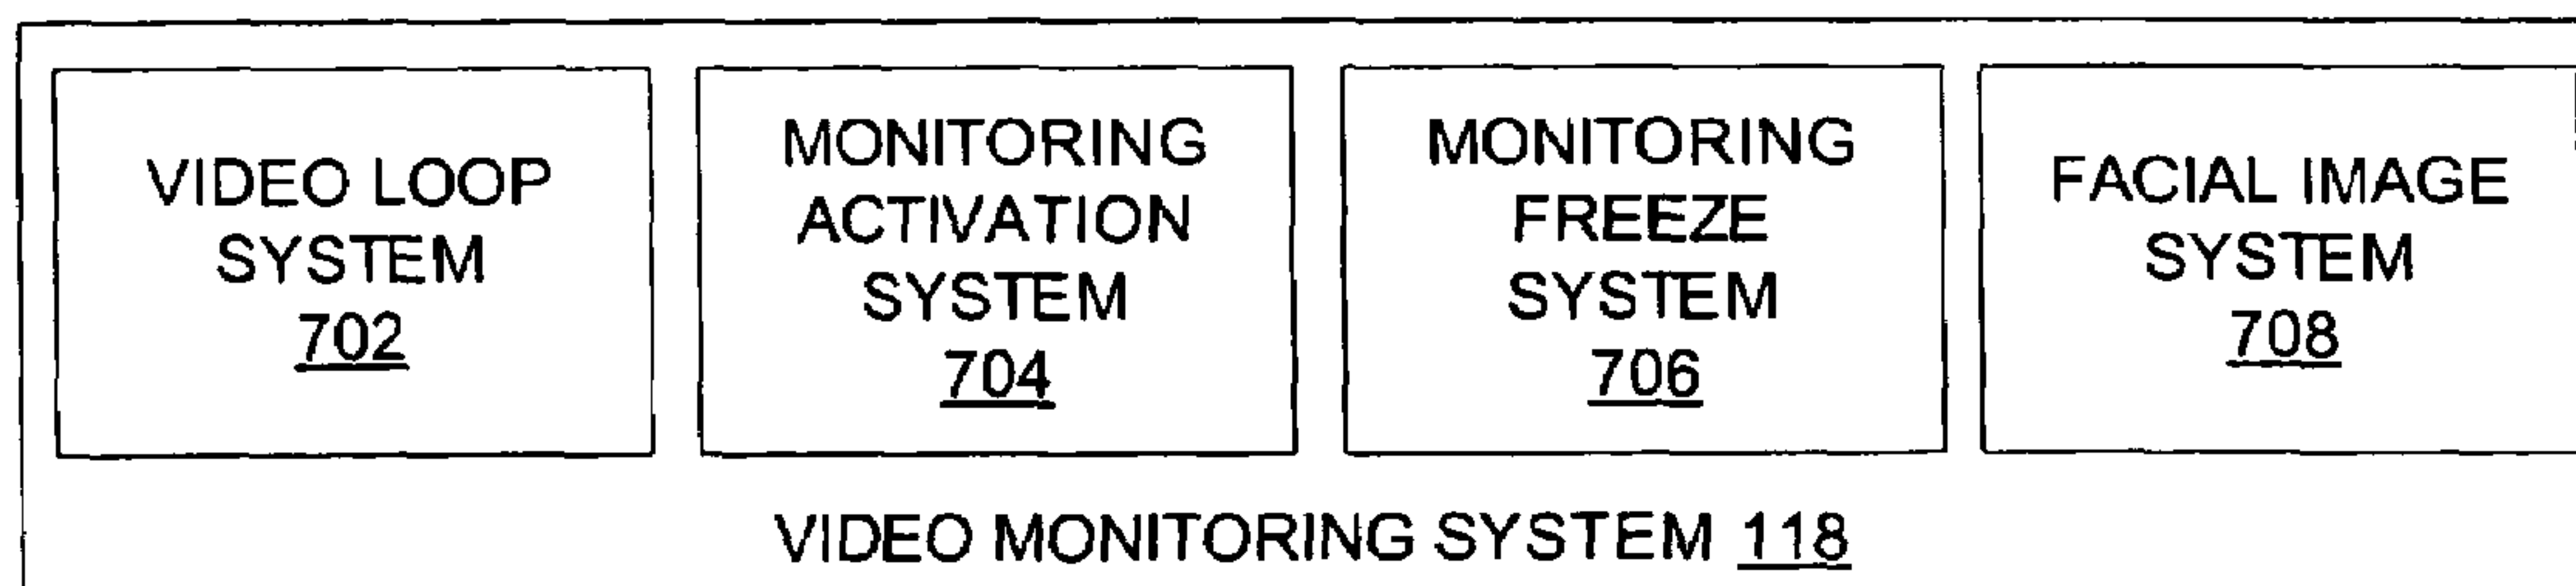 VIDEO LOOP
SYSTEM
702
MONITORING
ACTIVATION
SYSTEM
704
MONITORING
FREEZE
SYSTEM
706
FACIAL IMAGE
SYSTEM
708
VIDEO MONITORING SYSTEM 118